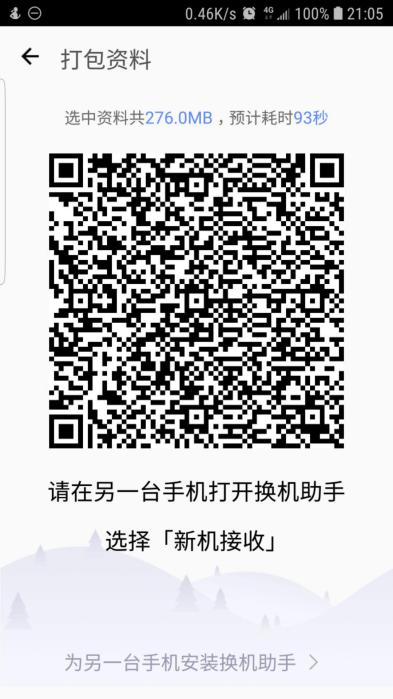 0.46K/s 4G 100% 21:05
打包资料
选中资料共276.0MB，预计耗时93秒
请在另一台手机打开换机助手
选择「新机接收」
为另一台手机安装换机助手 >